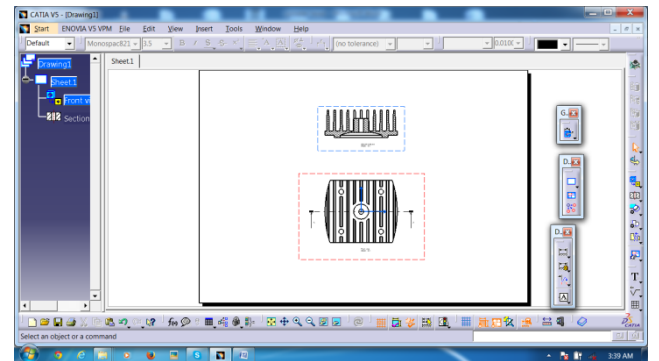 CATIA V5 - [Drawing1]
Start ENOVIA V5 VPM File Edit View Insert Tools Window Help
Default Monospac821 3.5 B I S S (no tolerance) 0.010(
Drawing1
Sheet.1
Front vi
Section
Sheet.1
G..
D..
D..
T
CATIA
Select an object or a command
3:39 AM